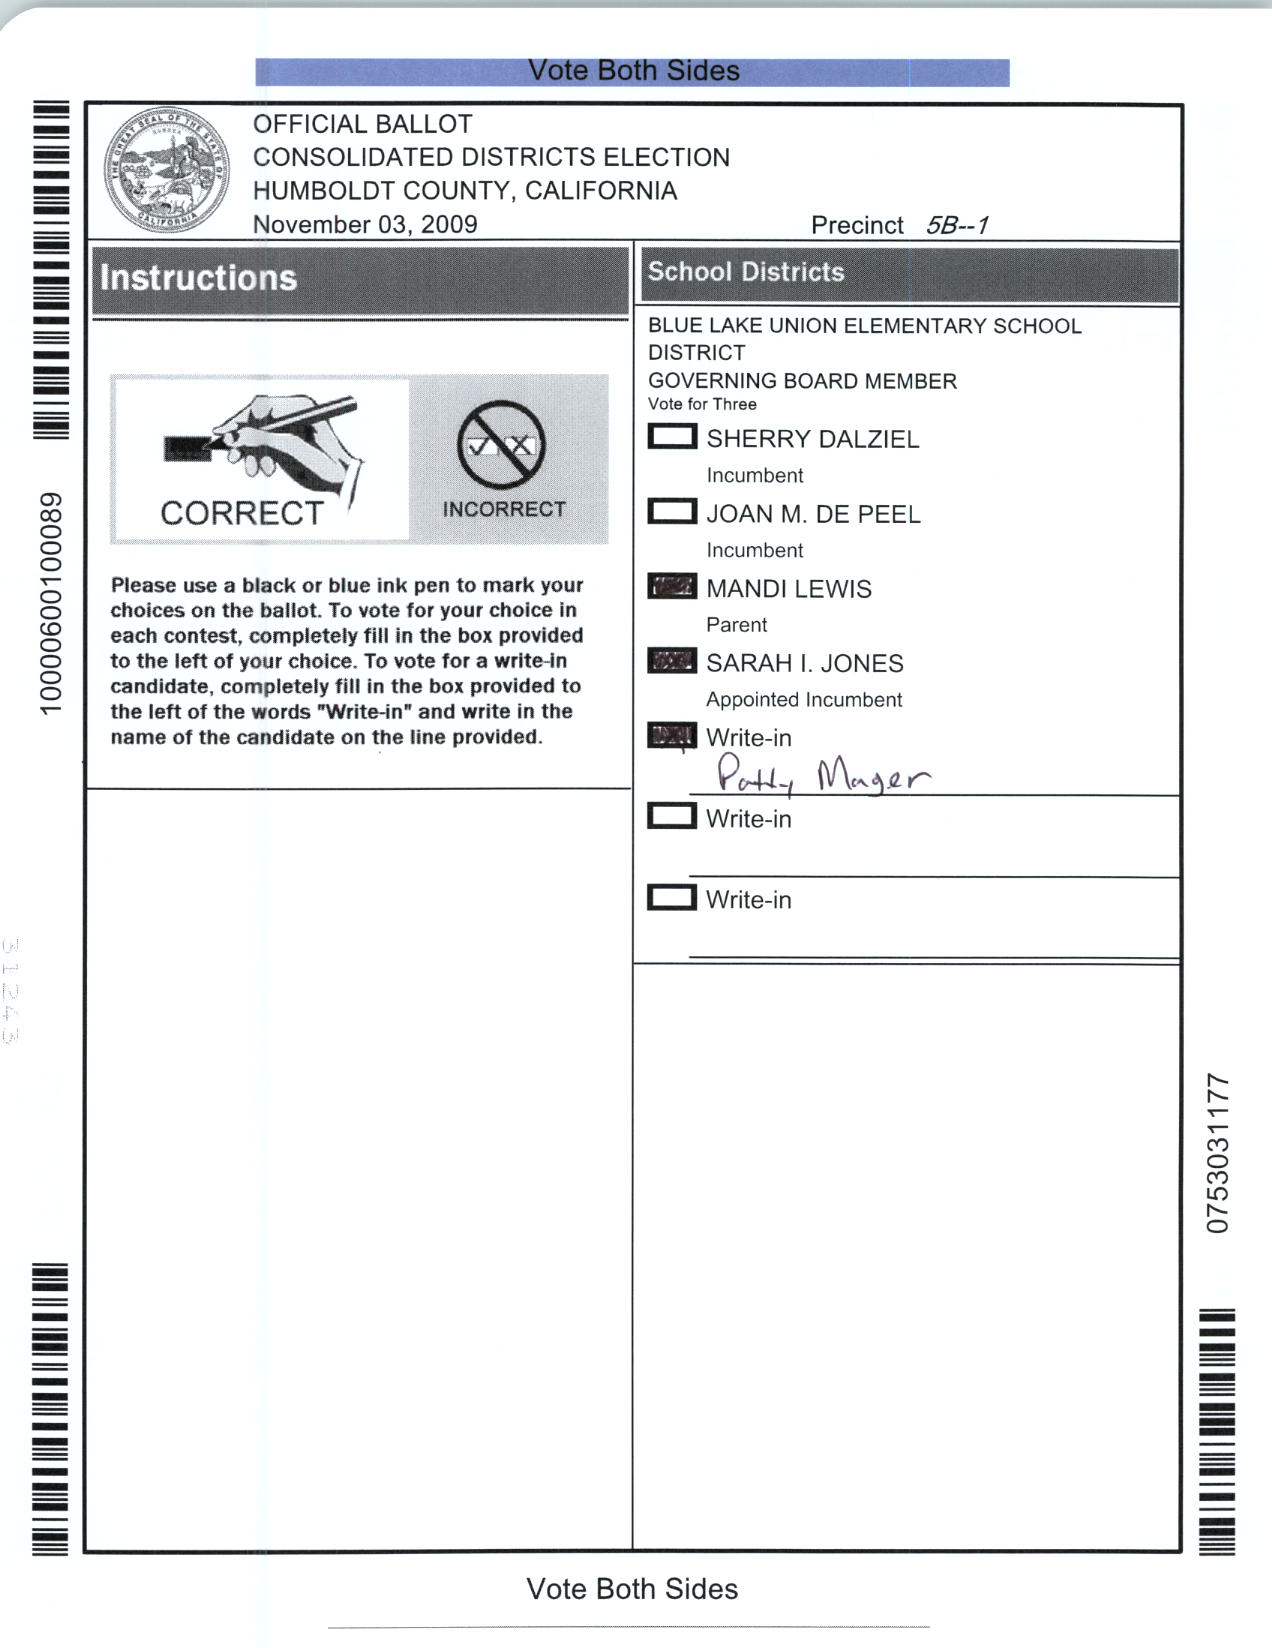 Vote Both Sides
OFFICIAL BALLOT
CONSOLIDATED DISTRICTS ELECTION
HUMBOLDT COUNTY, CALIFORNIA
November 03, 2009
Precinct 5B--1
THE GREAT SEAL OF THE STATE OF CALIFORNIA
EUREKA
Instructions
CORRECT
INCORRECT
Please use a black or blue ink pen to mark your
choices on the ballot. To vote for your choice in
each contest, completely fill in the box provided
to the left of your choice. To vote for a write-in
candidate, completely fill in the box provided to
the left of the words "Write-in" and write in the
name of the candidate on the line provided.
School Districts
BLUE LAKE UNION ELEMENTARY SCHOOL
DISTRICT
GOVERNING BOARD MEMBER
Vote for Three
SHERRY DALZIEL
Incumbent
JOAN M. DE PEEL
Incumbent
MANDI LEWIS
Parent
SARAH I. JONES
Appointed Incumbent
Write-in
Patty Mager
Write-in
Write-in
10000600100089
31243
0753031177
Vote Both Sides